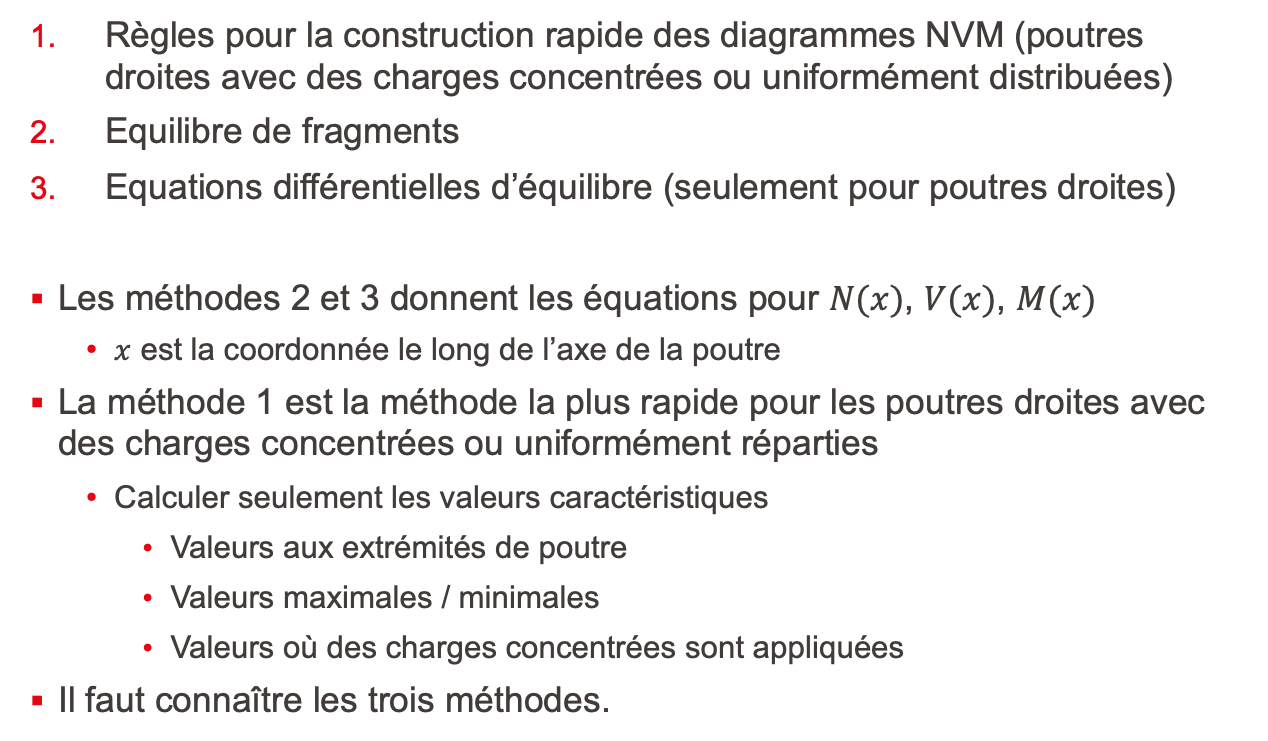 1. Règles pour la construction rapide des diagrammes NVM (poutres
droites avec des charges concentrées ou uniformément distribuées)
2. Equilibre de fragments
3. Equations différentielles d’équilibre (seulement pour poutres droites)
▪ Les méthodes 2 et 3 donnent les équations pour 𝑁(𝑥), 𝑉(𝑥), 𝑀(𝑥)
• 𝑥 est la coordonnée le long de l’axe de la poutre
▪ La méthode 1 est la méthode la plus rapide pour les poutres droites avec
des charges concentrées ou uniformément réparties
• Calculer seulement les valeurs caractéristiques
• Valeurs aux extrémités de poutre
• Valeurs maximales / minimales
• Valeurs où des charges concentrées sont appliquées
▪ Il faut connaître les trois méthodes.